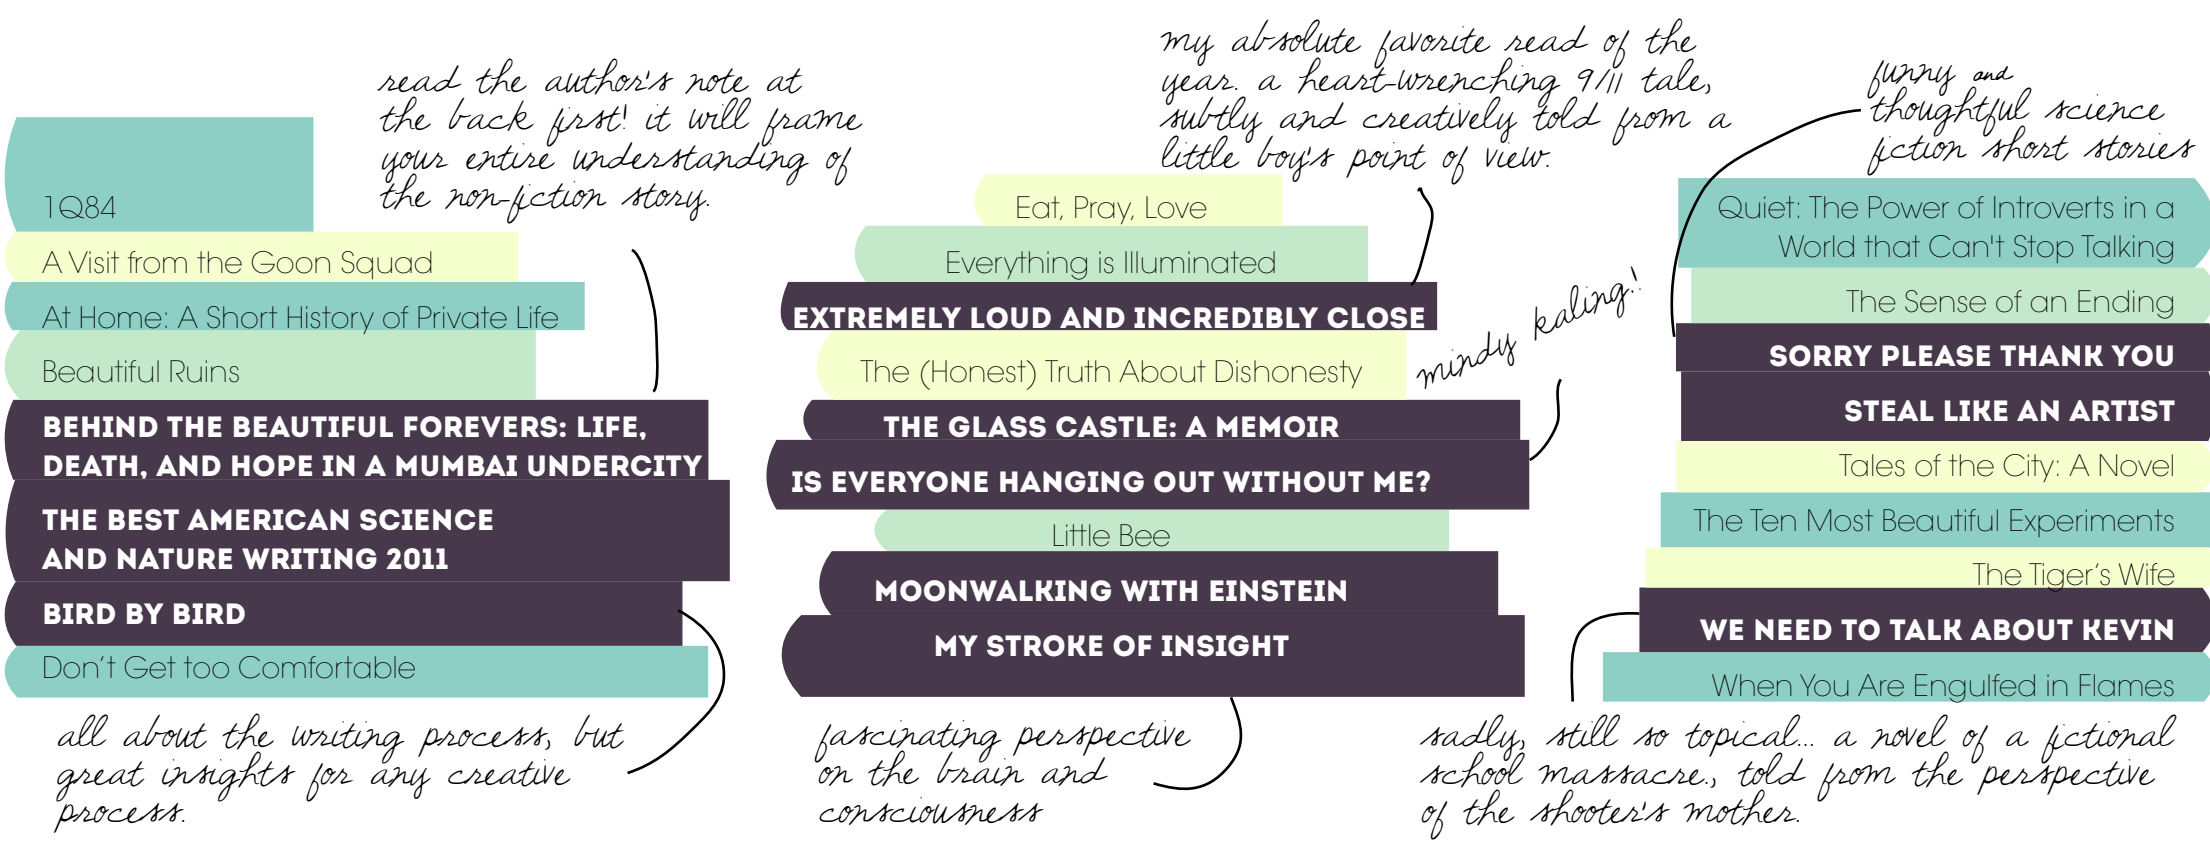 read the author's note at
the back first! it will frame
your entire understanding of
the non-fiction story.
1Q84
A Visit from the Goon Squad
At Home: A Short History of Private Life
Beautiful Ruins
BEHIND THE BEAUTIFUL FOREVERS: LIFE,
DEATH, AND HOPE IN A MUMBAI UNDERCITY
THE BEST AMERICAN SCIENCE
AND NATURE WRITING 2011
BIRD BY BIRD
Don't Get too Comfortable
all about the writing process, but
great insights for any creative
process.
my absolute favorite read of the
year. a heart-wrenching 9/11 tale,
subtly and creatively told from a
little boy's point of view.
Eat, Pray, Love
Everything is Illuminated
EXTREMELY LOUD AND INCREDIBLY CLOSE
The (Honest) Truth About Dishonesty
mindy kaling!
THE GLASS CASTLE: A MEMOIR
IS EVERYONE HANGING OUT WITHOUT ME?
Little Bee
MOONWALKING WITH EINSTEIN
MY STROKE OF INSIGHT
fascinating perspective
on the brain and
consciousness
funny and
thoughtful science
fiction short stories
Quiet: The Power of Introverts in a
World that Can't Stop Talking
The Sense of an Ending
SORRY PLEASE THANK YOU
STEAL LIKE AN ARTIST
Tales of the City: A Novel
The Ten Most Beautiful Experiments
The Tiger's Wife
WE NEED TO TALK ABOUT KEVIN
When You Are Engulfed in Flames
sadly, still so topical... a novel of a fictional
school massacre., told from the perspective
of the shooter's mother.